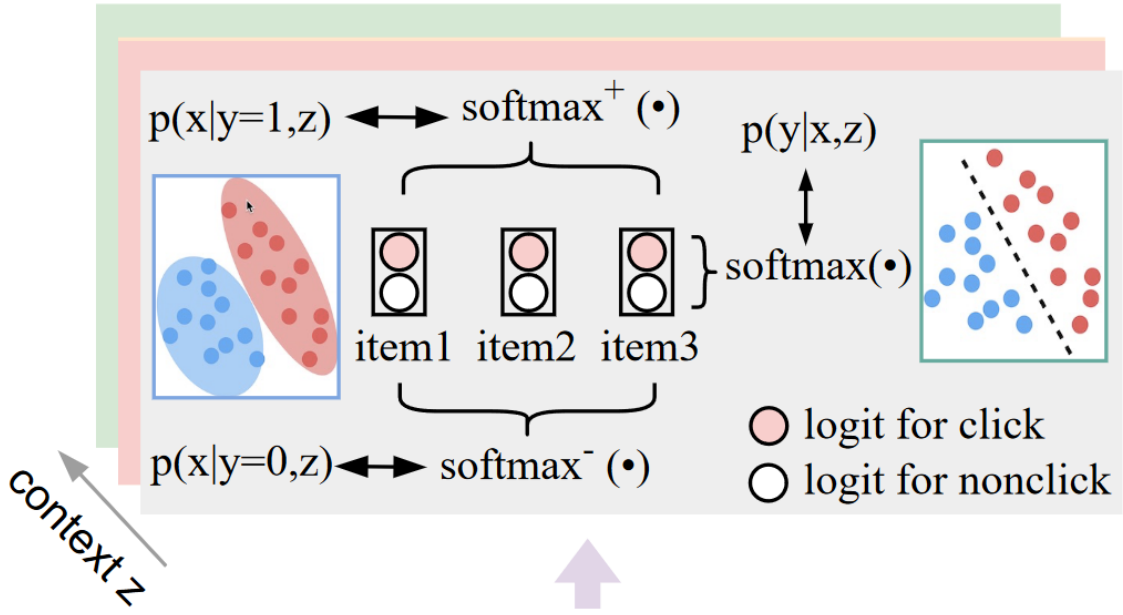 p(x|y=1,z)
softmax⁺ (•)
p(y|x,z)
softmax(•)
item1
item2
item3
p(x|y=0,z)
softmax⁻ (•)
logit for click
logit for nonclick
context z